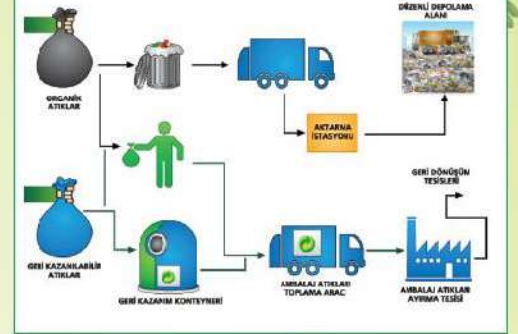 DÜZENLİ DEPOLAMA
ALANI
ORGANİK
ATIKLAR
AKTARMA
İSTASYONU
GERİ DÖNÜŞÜM
TESİSLERİ
GERİ KAZANILABİLİR
ATIKLAR
GERİ KAZANIM KONTEYNERİ
AMBALAJ ATIKLARI
TOPLAMA ARAC
AMBALAJ ATIKLARI
AYIRMA TESİSİ